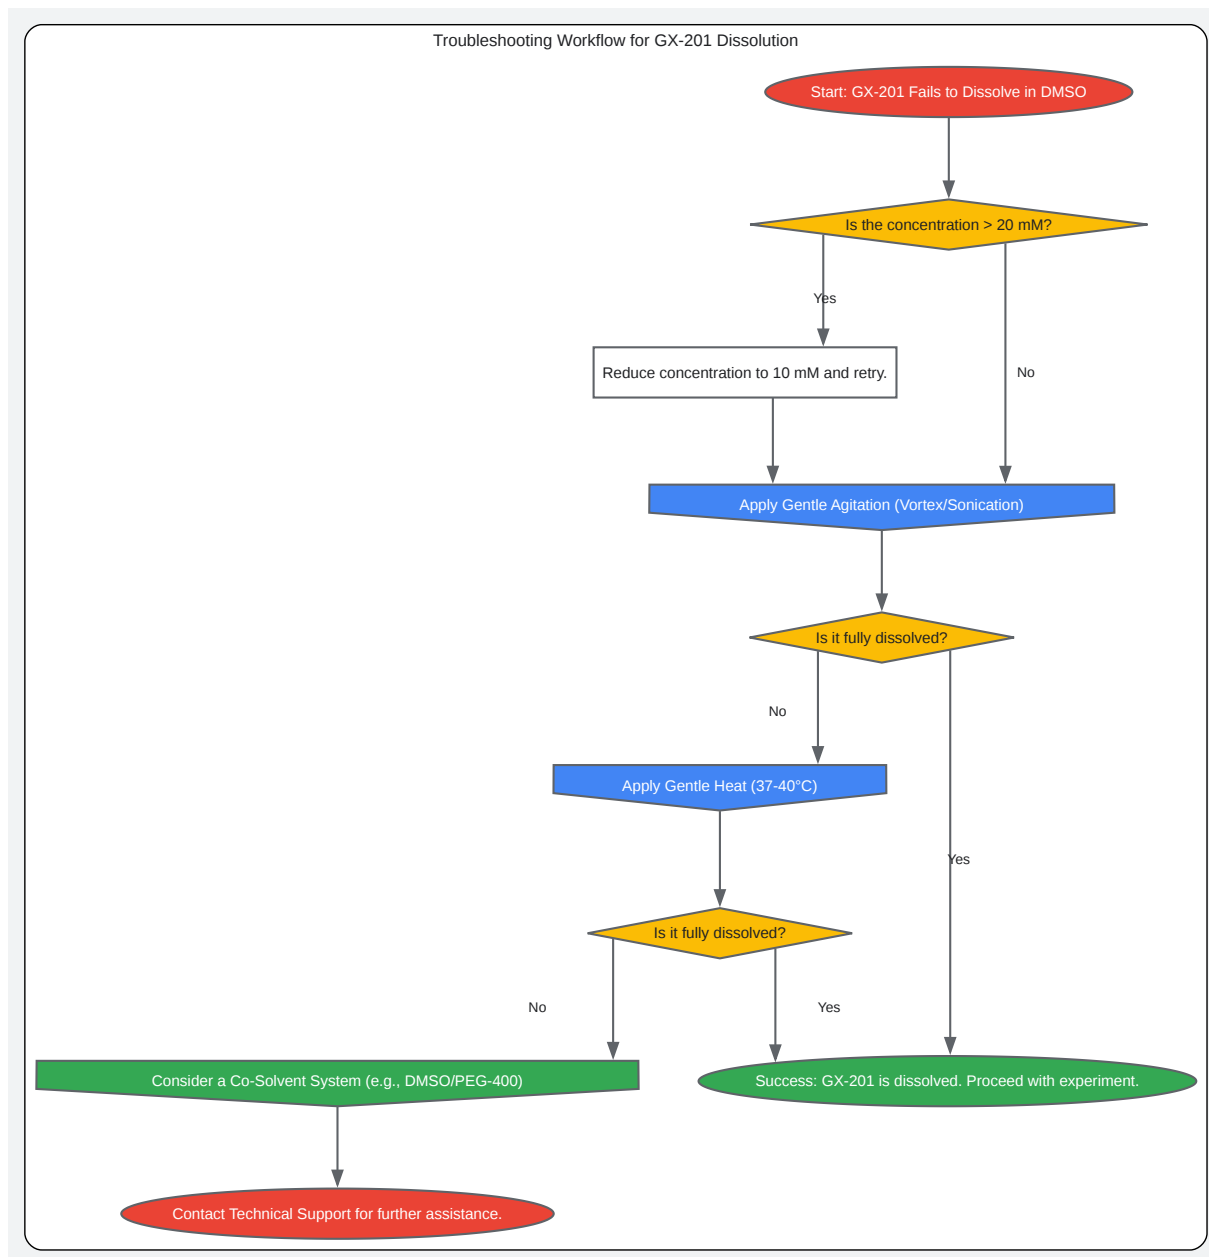 Troubleshooting Workflow for GX-201 Dissolution
Start: GX-201 Fails to Dissolve in DMSO
Is the concentration > 20 mM?
Yes
Reduce concentration to 10 mM and retry.
No
Apply Gentle Agitation (Vortex/Sonication)
Is it fully dissolved?
No
Apply Gentle Heat (37-40°C)
Yes
Is it fully dissolved?
No
Yes
Consider a Co-Solvent System (e.g., DMSO/PEG-400)
Success: GX-201 is dissolved. Proceed with experiment.
Contact Technical Support for further assistance.